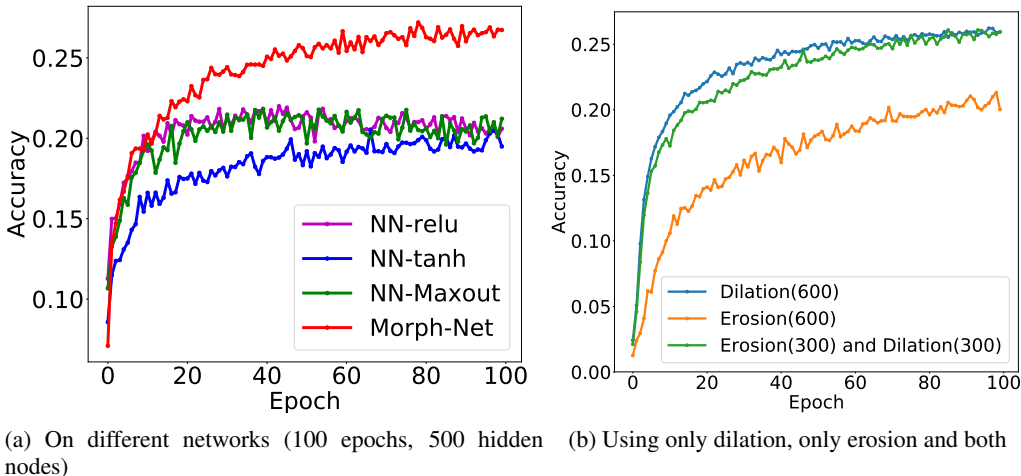 0.25
0.20
0.15
0.10
Accuracy
NN-relu
NN-tanh
NN-Maxout
Morph-Net
0 20 40 60 80 100
Epoch
0.25
0.20
0.15
0.10
0.05
0.00
Accuracy
Dilation(600)
Erosion(600)
Erosion(300) and Dilation(300)
0 20 40 60 80 100
Epoch
(a) On different networks (100 epochs, 500 hidden
nodes)
(b) Using only dilation, only erosion and both